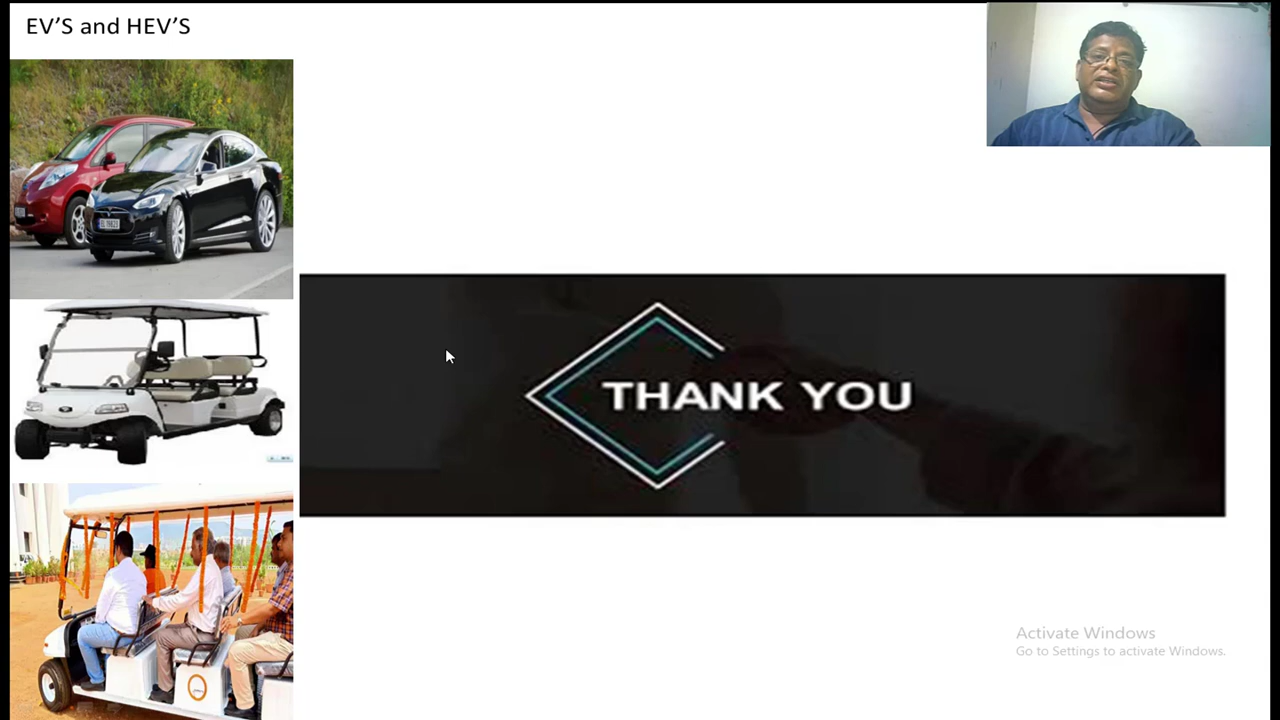 EV'S and HEV'S
THANK YOU
Activate Windows
Go to Settings to activate Windows.